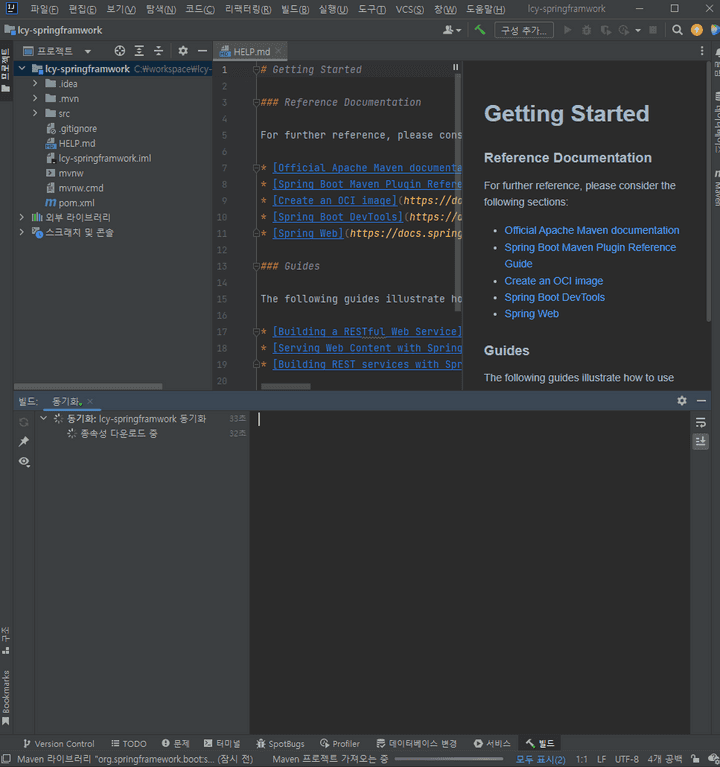 파일(F) 편집(E) 보기(V) 탐색(N) 코드(C) 리팩터링(R) 빌드(B) 실행(U) 도구(T) VCS(S) 창(W) 도움말(H) lcy-springframwork
lcy-springframwork
구성 추가...
프로젝트
HELP.md
프로젝트
lcy-springframwork C:\workspace\lcy-
.idea
.mvn
src
.gitignore
HELP.md
lcy-springframwork.iml
mvnw
mvnw.cmd
pom.xml
외부 라이브러리
스크래치 및 콘솔
1 # Getting Started
2
3 ### Reference Documentation
4
5 For further reference, please cons
6
7 * [Official Apache Maven documenta
8 * [Spring Boot Maven Plugin Refere
9 * [Create an OCI image](https://do
10 * [Spring Boot DevTools](https://d
11 * [Spring Web](https://docs.spring
12
13 ### Guides
14
15 The following guides illustrate ho
16
17 * [Building a RESTful Web Service]
18 * [Serving Web Content with Spring
19 * [Building REST services with Spr
20
Getting Started
Reference Documentation
For further reference, please consider the
following sections:
• Official Apache Maven documentation
• Spring Boot Maven Plugin Reference
Guide
• Create an OCI image
• Spring Boot DevTools
• Spring Web
Guides
The following guides illustrate how to use
빌드: 동기화
동기화: lcy-springframwork 동기화 33초
종속성 다운로드 중 32초
구조
Bookmarks
Version Control TODO 문제 터미널 SpotBugs Profiler 데이터베이스 변경 서비스 빌드
Maven 라이브러리 "org.springframework.boot:s... (잠시 전) Maven 프로젝트 가져오는 중 모두 표시(2) 1:1 LF UTF-8 4개 공백